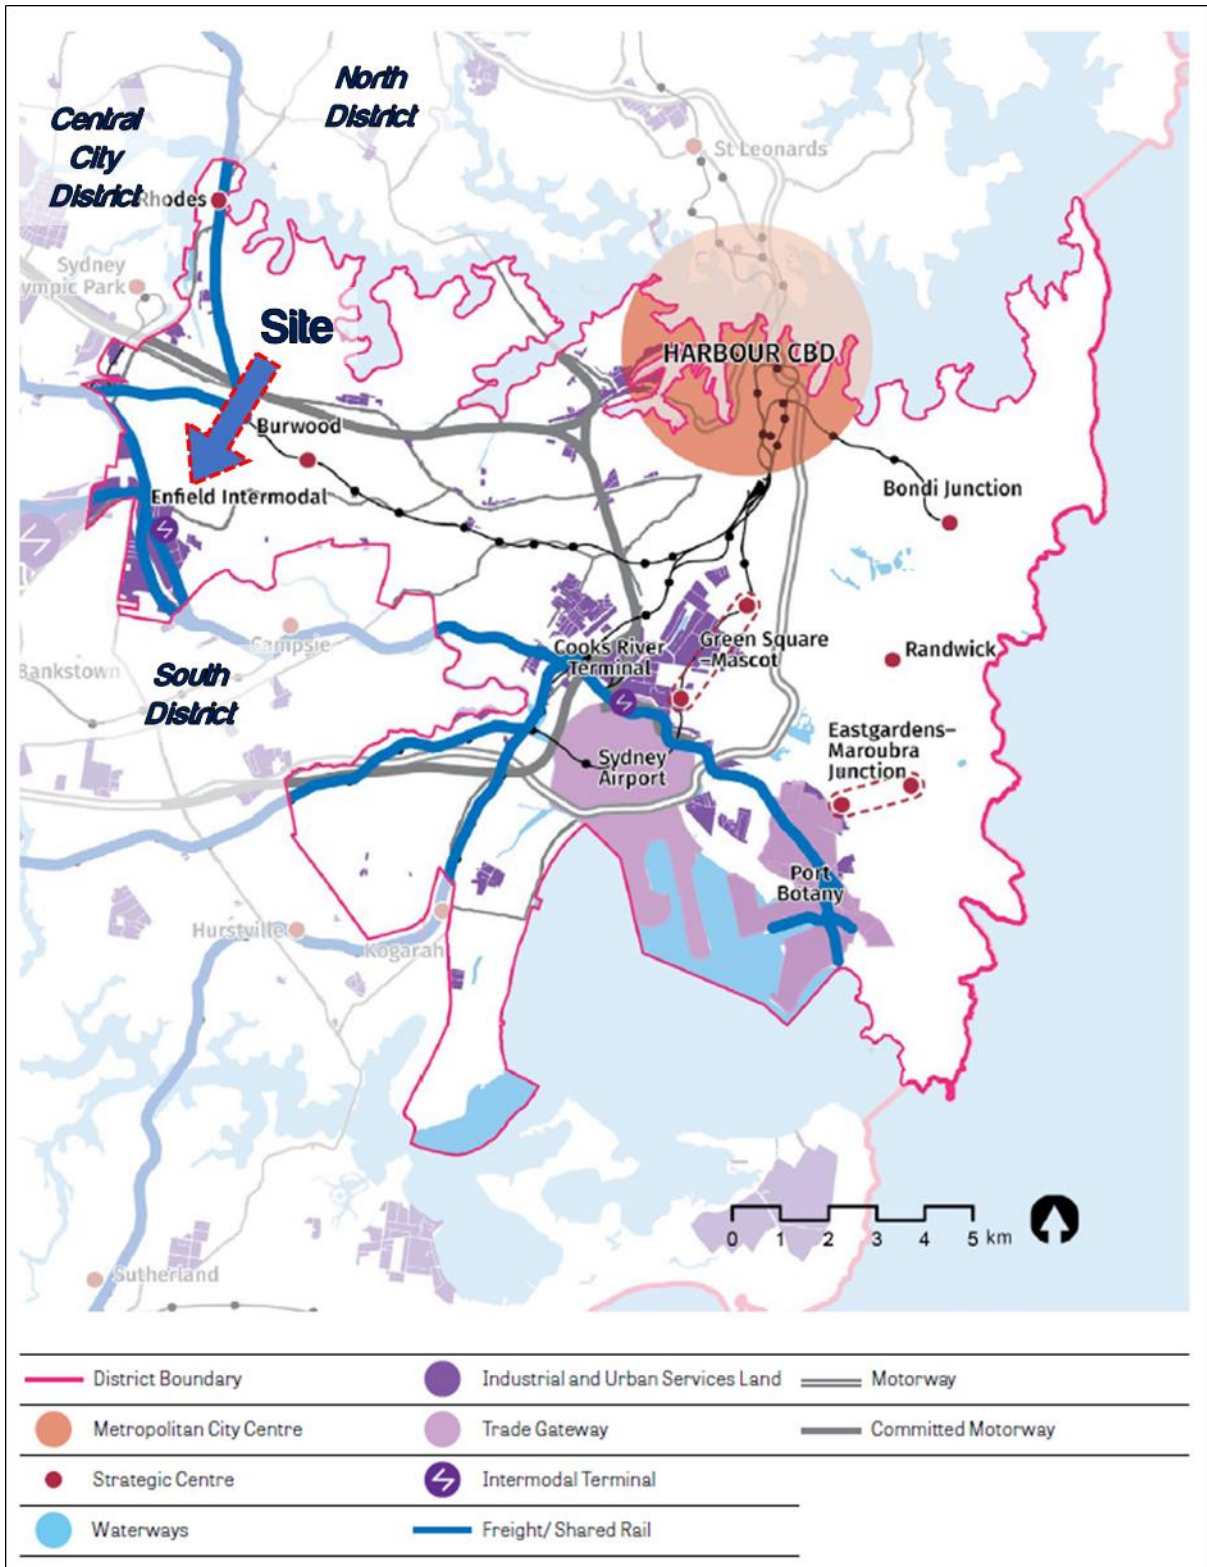 North
District
Central
City
District
Rhodes
St Leonards
Sydney
ympic Park
Site
HARBOUR CBD
Burwood
Enfield Intermodal
Bondi Junction
Campsie
Cooks River
Terminal
Green Square
–Mascot
Randwick
Bankstown
South
District
Eastgardens–
Maroubra
Junction
Sydney
Airport
Port
Botany
Hurstville
Kogarah
Sutherland
0 1 2 3 4 5 km
District Boundary
Industrial and Urban Services Land
Motorway
Metropolitan City Centre
Trade Gateway
Committed Motorway
Strategic Centre
Intermodal Terminal
Waterways
Freight/ Shared Rail